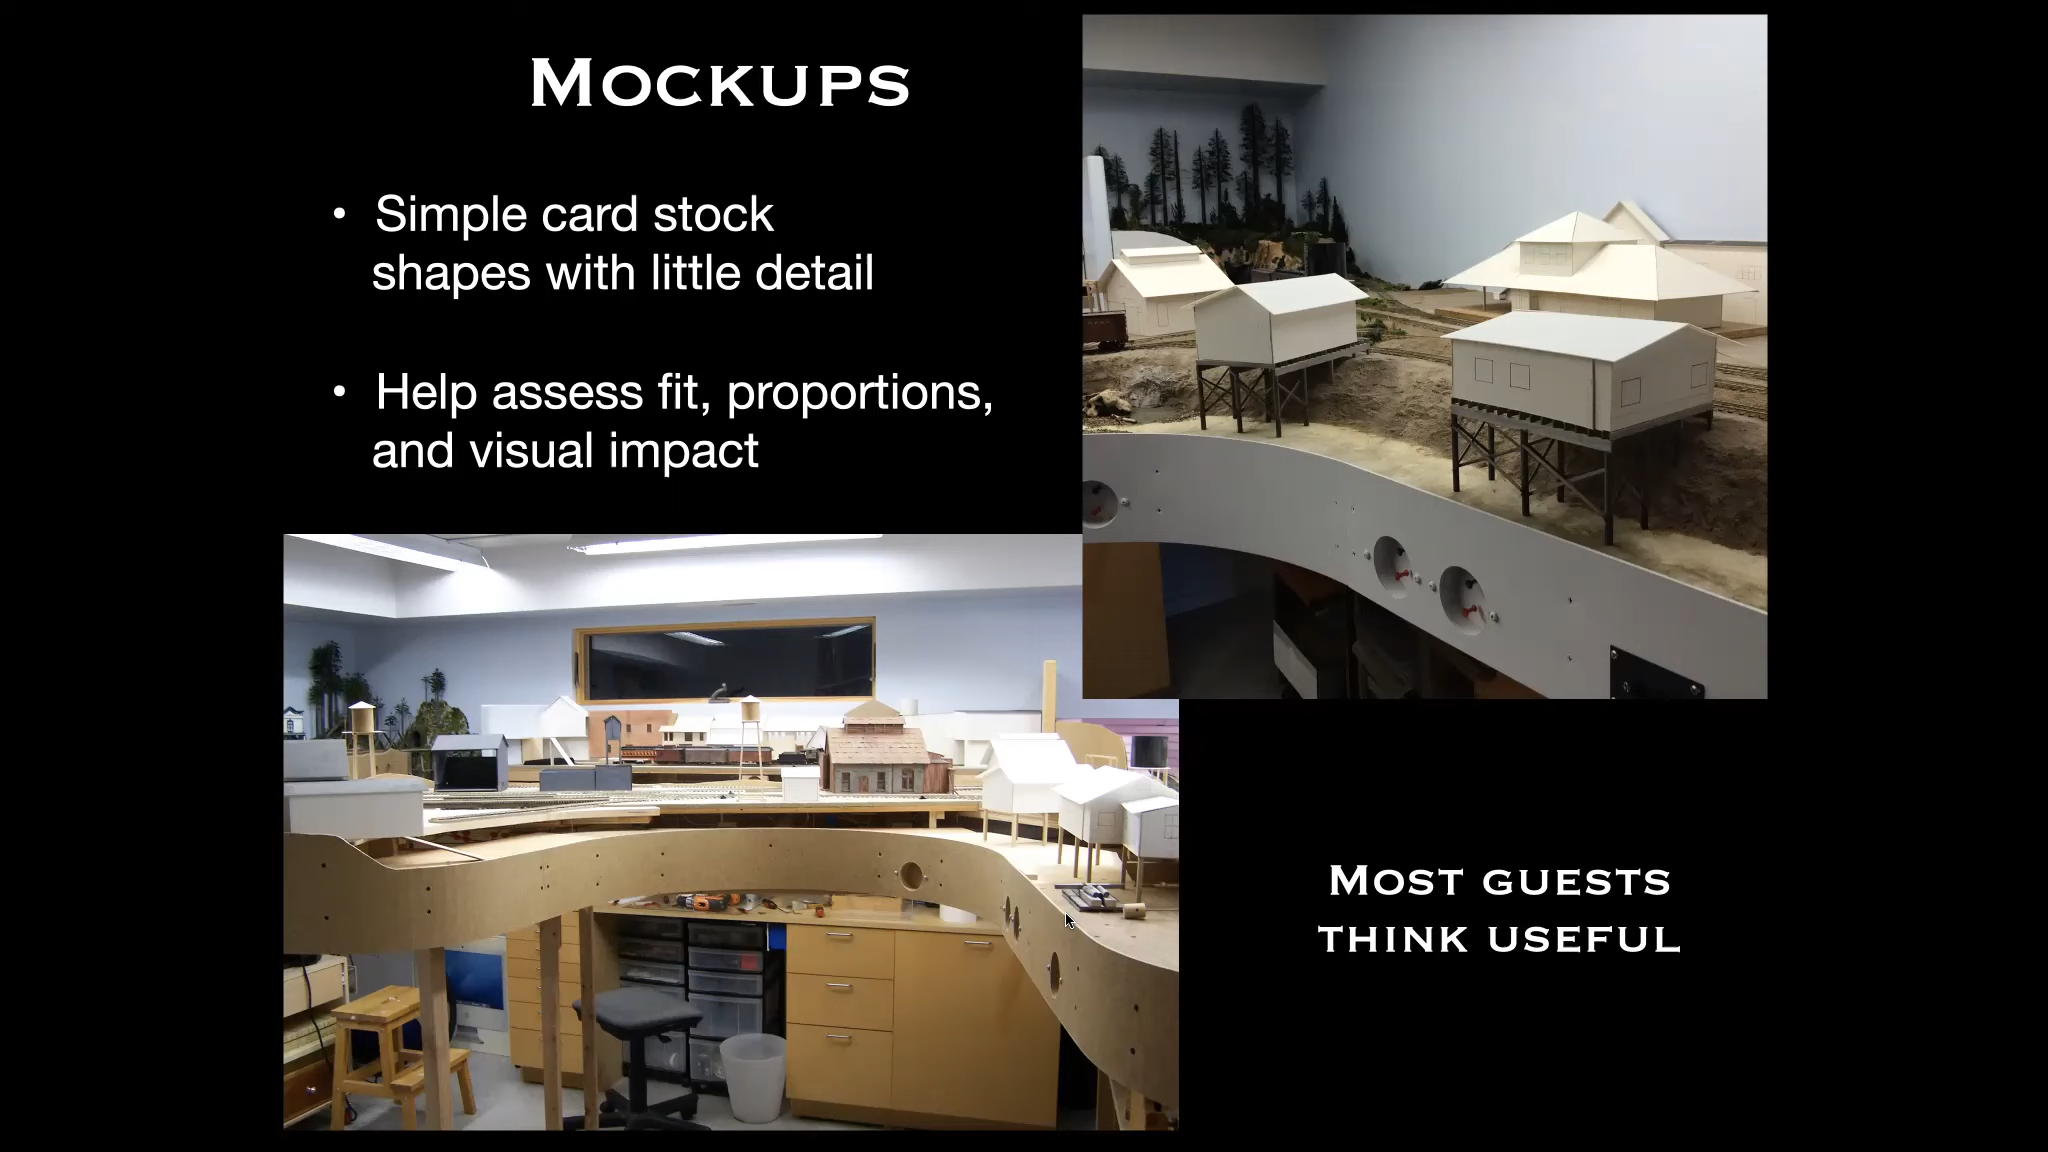 MOCKUPS
• Simple card stock
shapes with little detail
• Help assess fit, proportions,
and visual impact
MOST GUESTS
THINK USEFUL